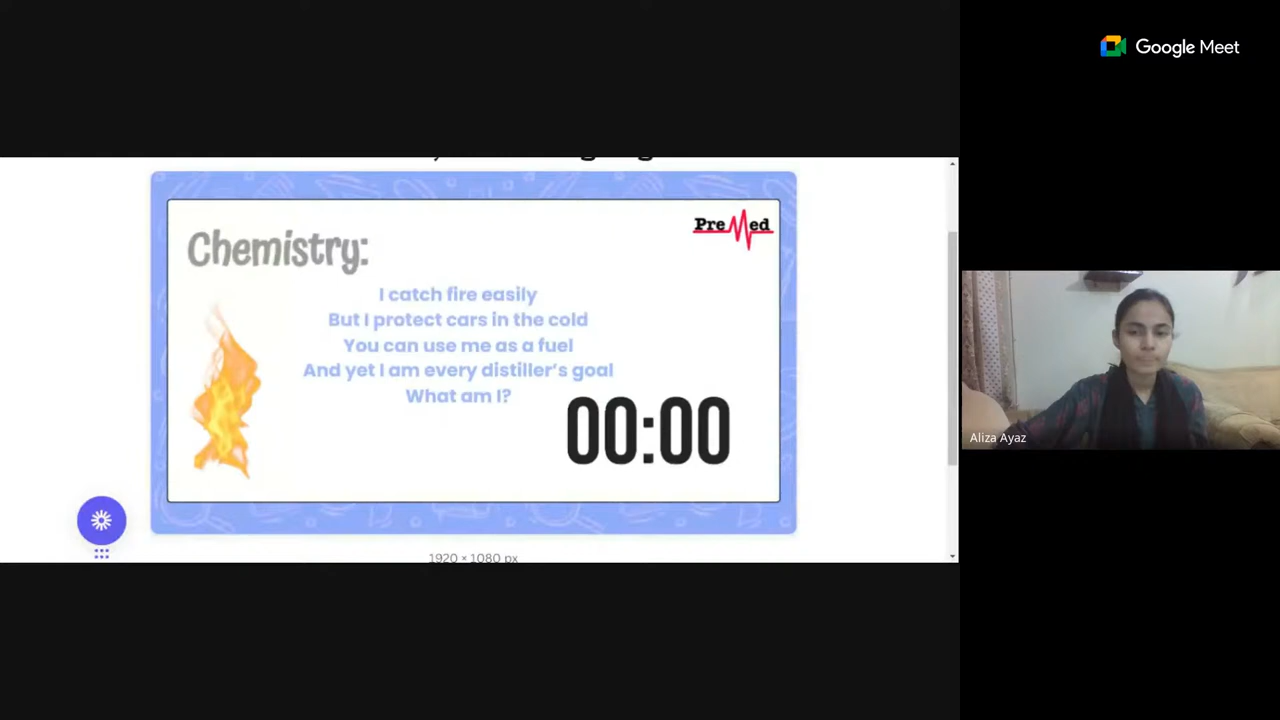 Google Meet
PreMed
Chemistry:
I catch fire easily
But I protect cars in the cold
You can use me as a fuel
And yet I am every distiller's goal
What am I?
00:00
Aliza Ayaz
1920 × 1080 px